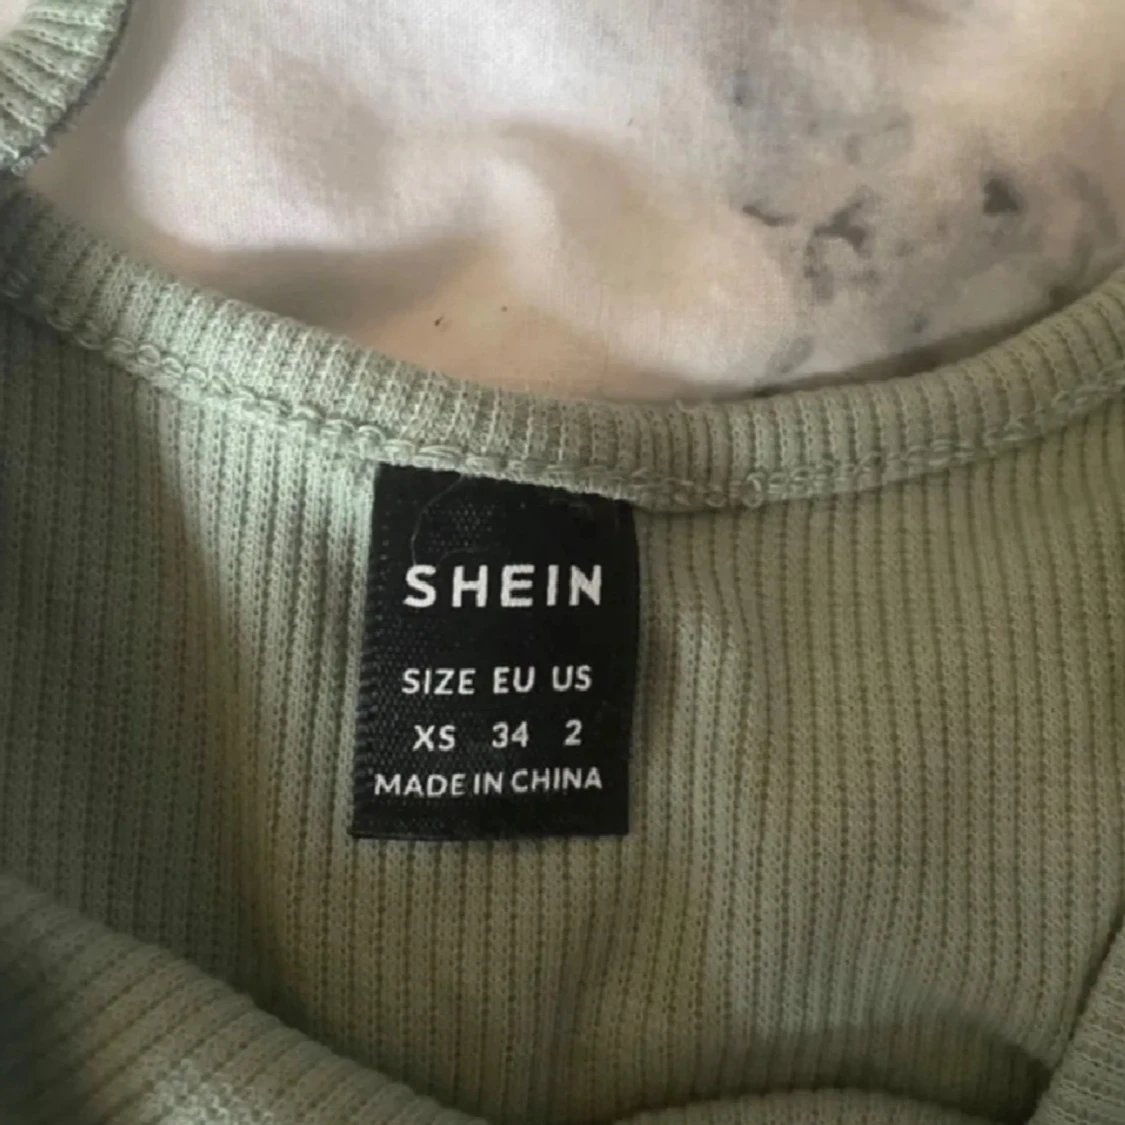 SHEIN
SIZE EU US
XS 34 2
MADE IN CHINA